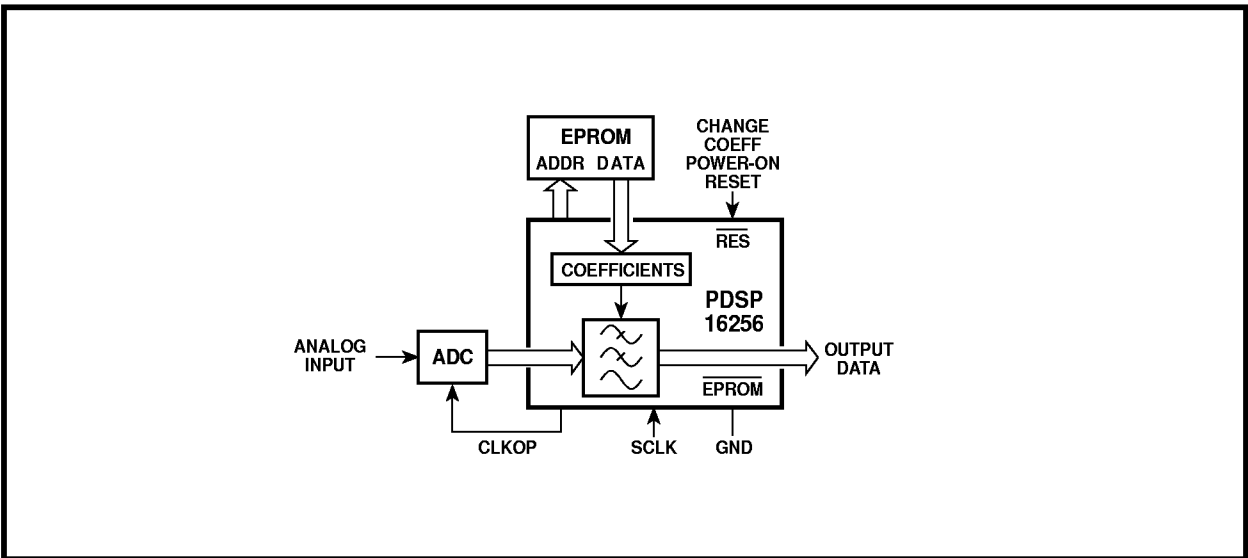 EPROM
ADDR DATA
CHANGE
COEFF
POWER-ON
RESET
RES
COEFFICIENTS
PDSP
16256
ANALOG
INPUT
ADC
OUTPUT
DATA
EPROM
CLKOP
SCLK
GND